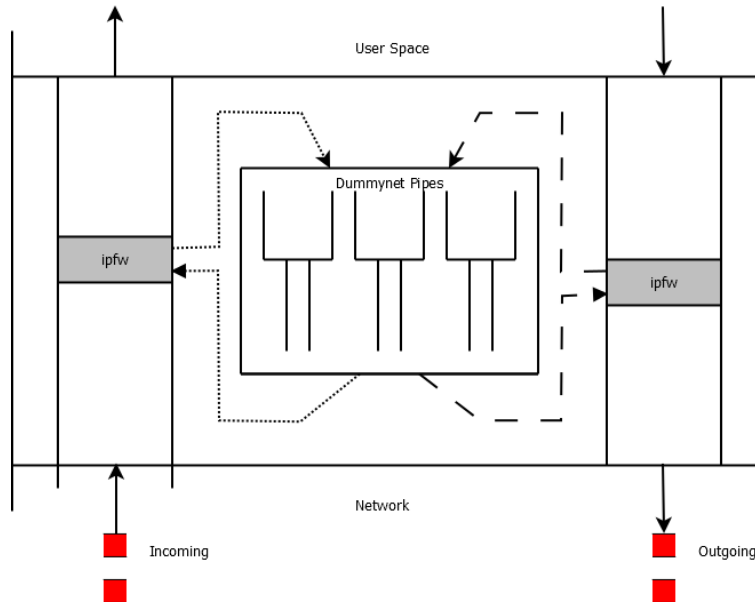 User Space
Dummynet Pipes
ipfw
ipfw
Network
Incoming
Outgoing